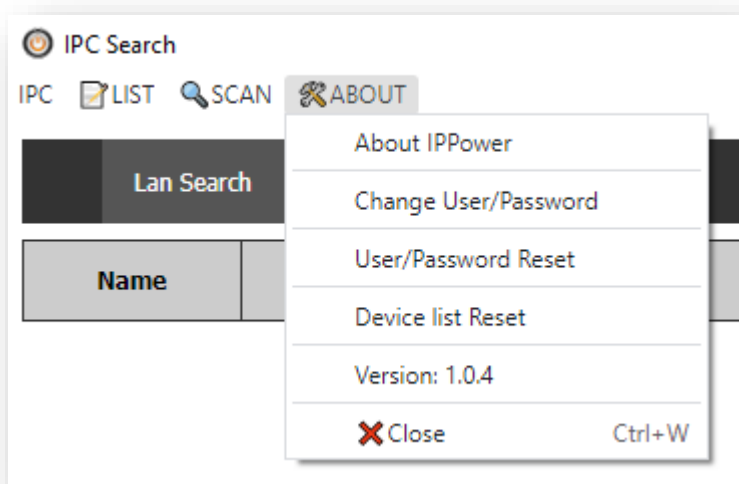 IPC Search
IPC LIST SCAN ABOUT
About IPPower
Lan Search
Change User/Password
Name
User/Password Reset
Device list Reset
Version: 1.0.4
Close Ctrl+W